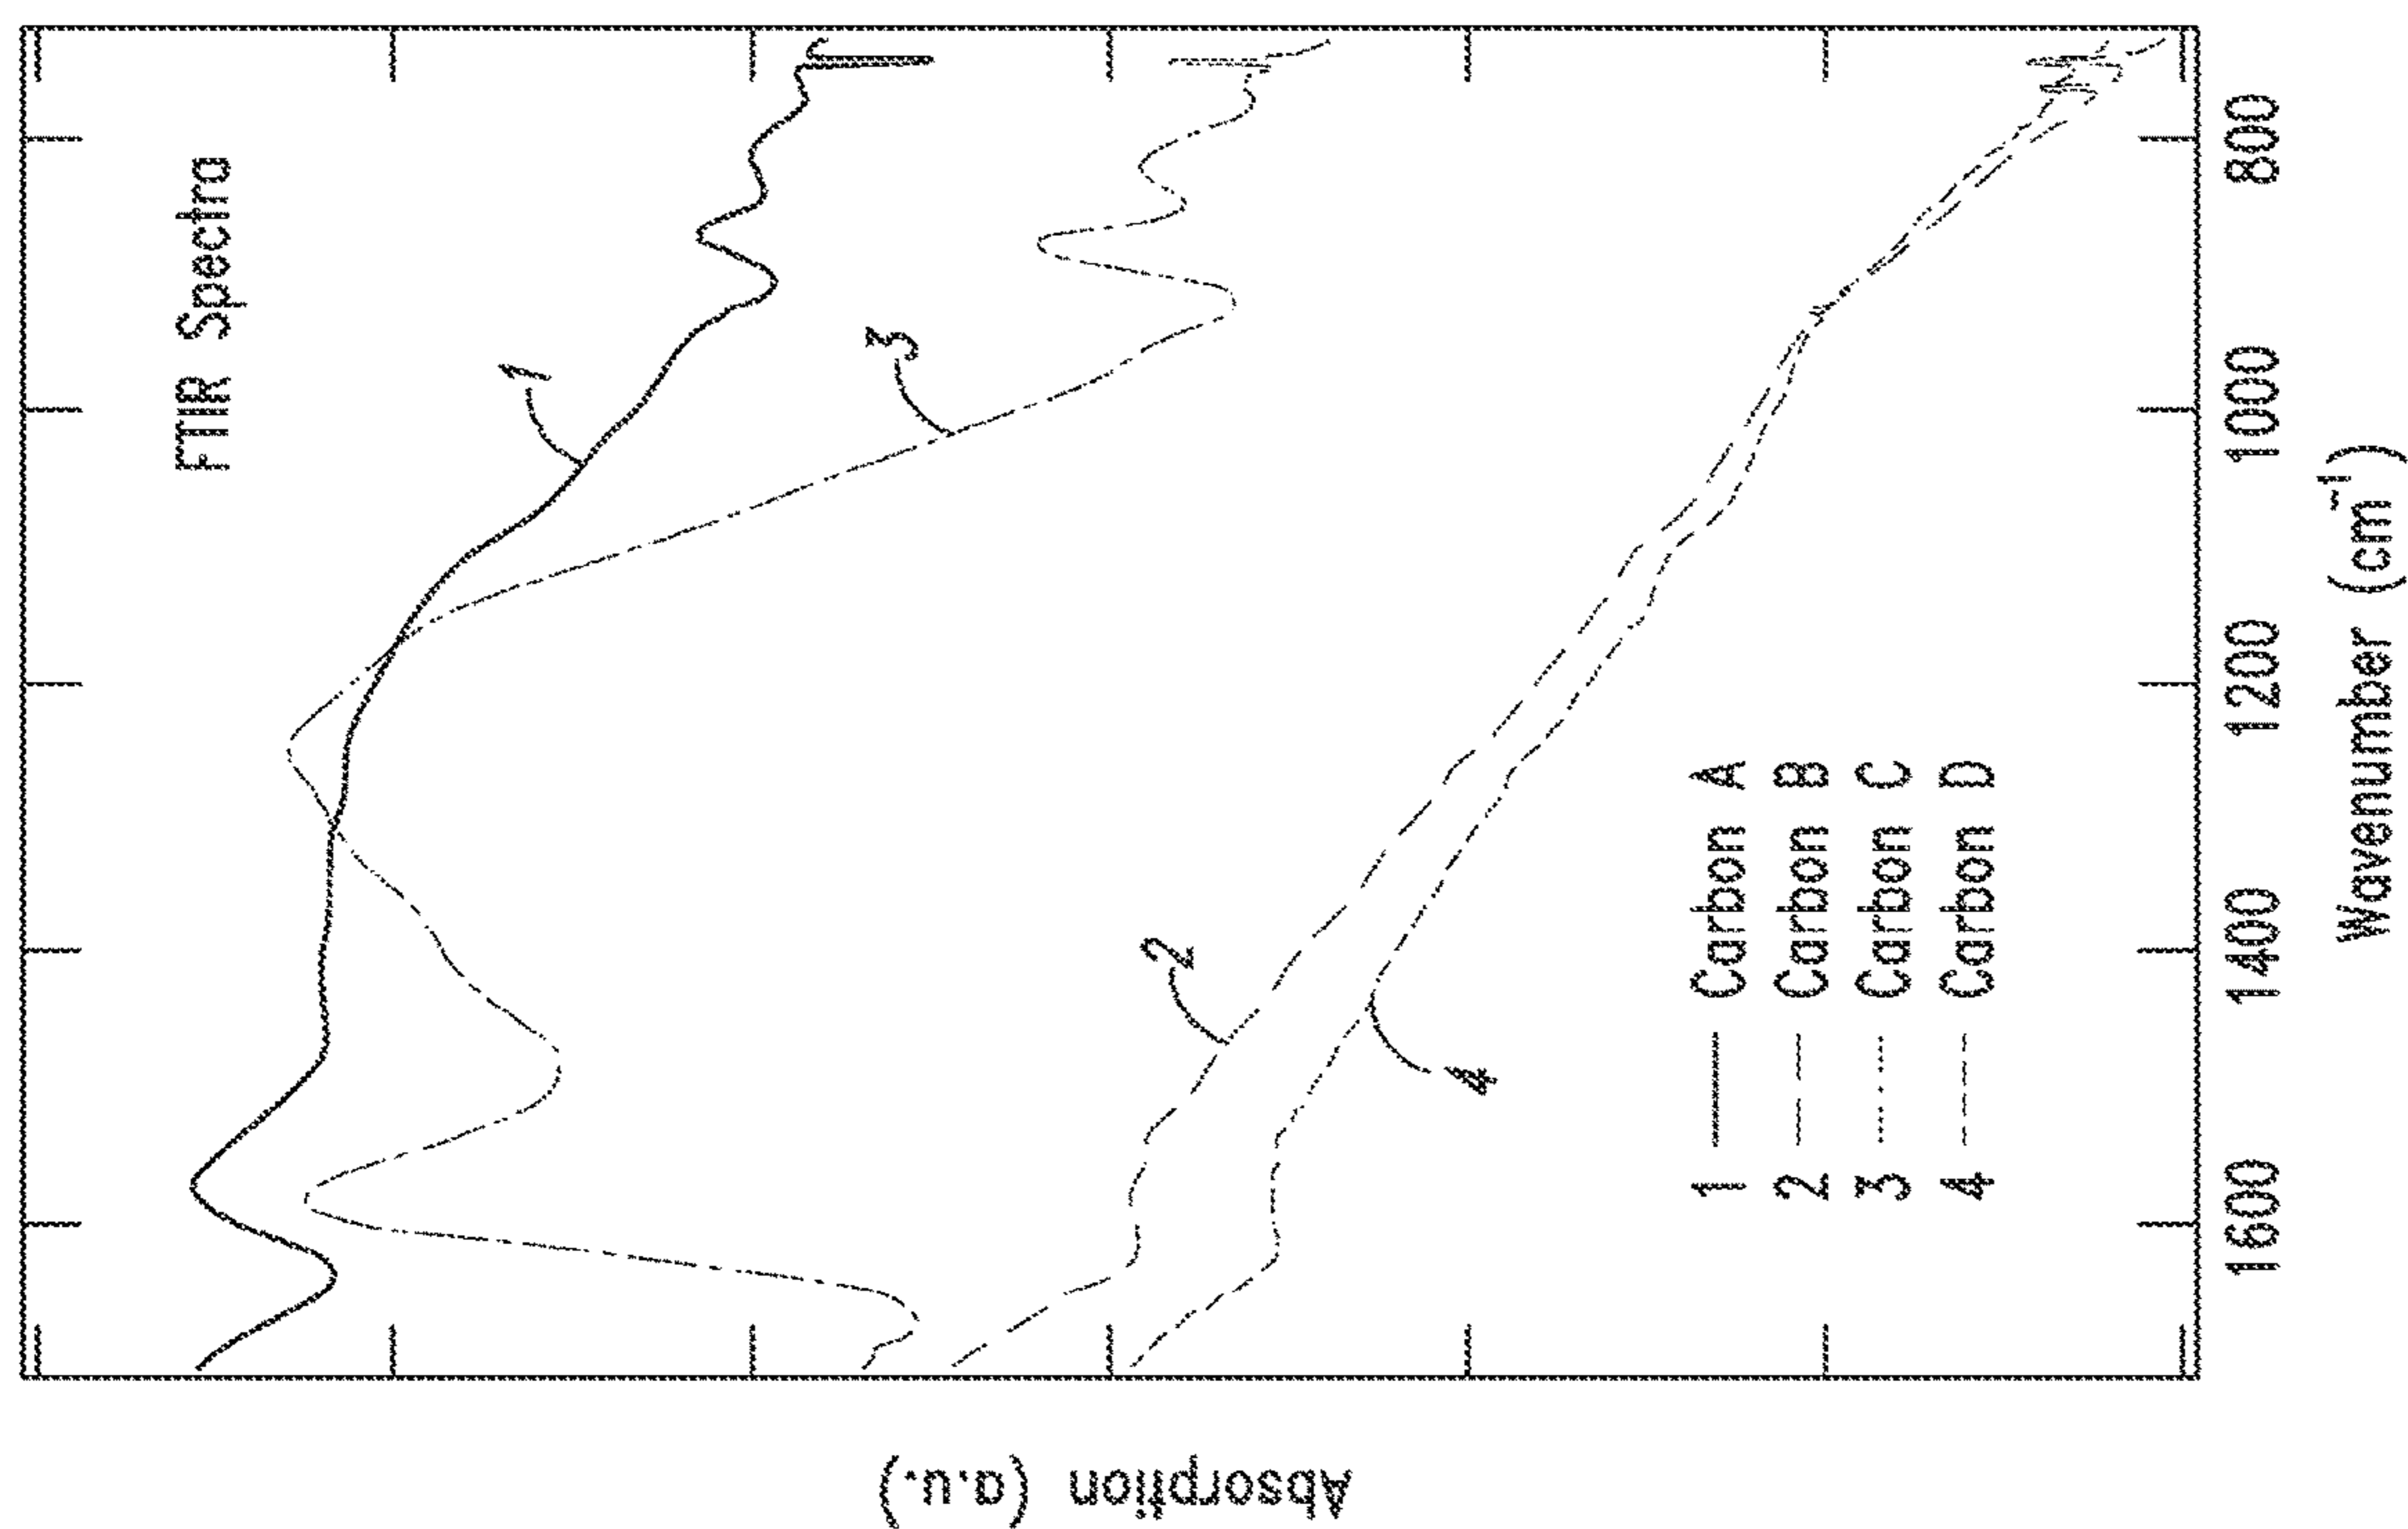 FTIR Spectra
1
3
2
4
1 Carbon A
2 Carbon B
3 Carbon C
4 Carbon D
1600 1400 1200 1000 800
Wavenumber (cm⁻¹)
Absorption (a.u.)